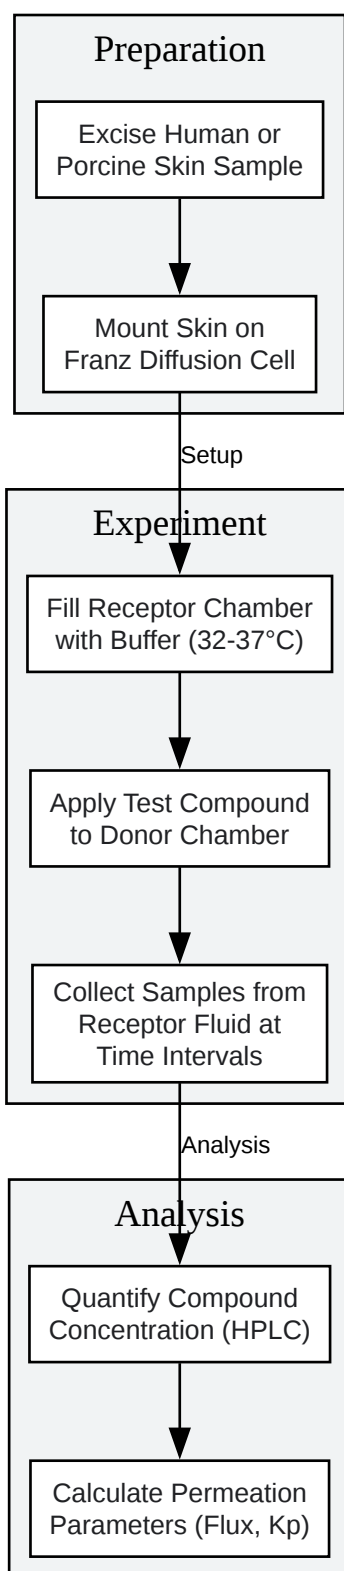 Preparation
Excise Human or
Porcine Skin Sample
Mount Skin on
Franz Diffusion Cell
Setup
Experiment
Fill Receptor Chamber
with Buffer (32-37°C)
Apply Test Compound
to Donor Chamber
Collect Samples from
Receptor Fluid at
Time Intervals
Analysis
Analysis
Quantify Compound
Concentration (HPLC)
Calculate Permeation
Parameters (Flux, Kp)